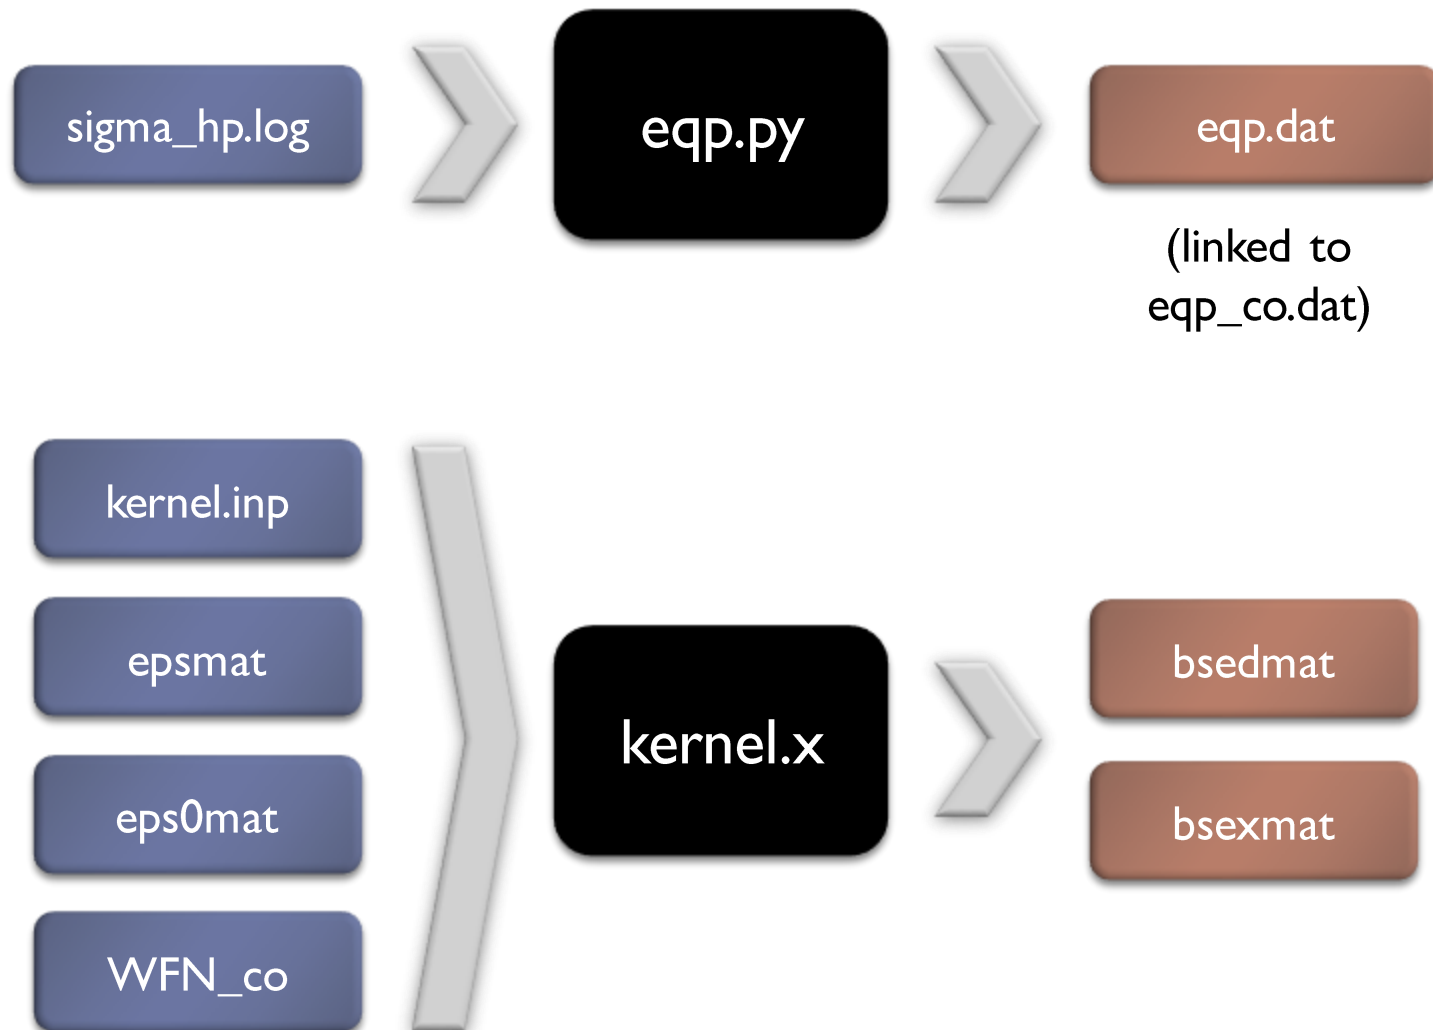 sigma_hp.log
eqp.py
eqp.dat
(linked to
eqp_co.dat)
kernel.inp
epsmat
eps0mat
WFN_co
kernel.x
bsedmat
bsexmat